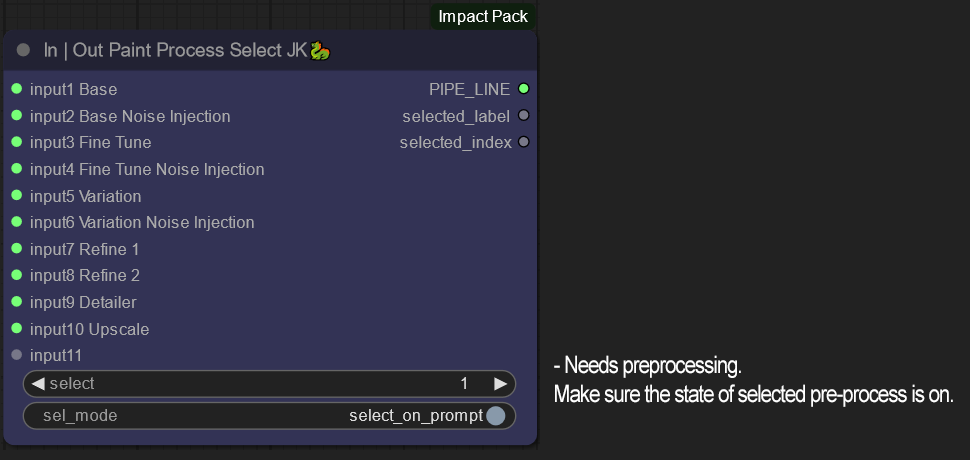 Impact Pack
In | Out Paint Process Select JK🐉
input1 Base
PIPE_LINE
input2 Base Noise Injection
selected_label
input3 Fine Tune
selected_index
input4 Fine Tune Noise Injection
input5 Variation
input6 Variation Noise Injection
input7 Refine 1
input8 Refine 2
input9 Detailer
input10 Upscale
input11
select 1
sel_mode select_on_prompt
- Needs preprocessing.
Make sure the state of selected pre-process is on.